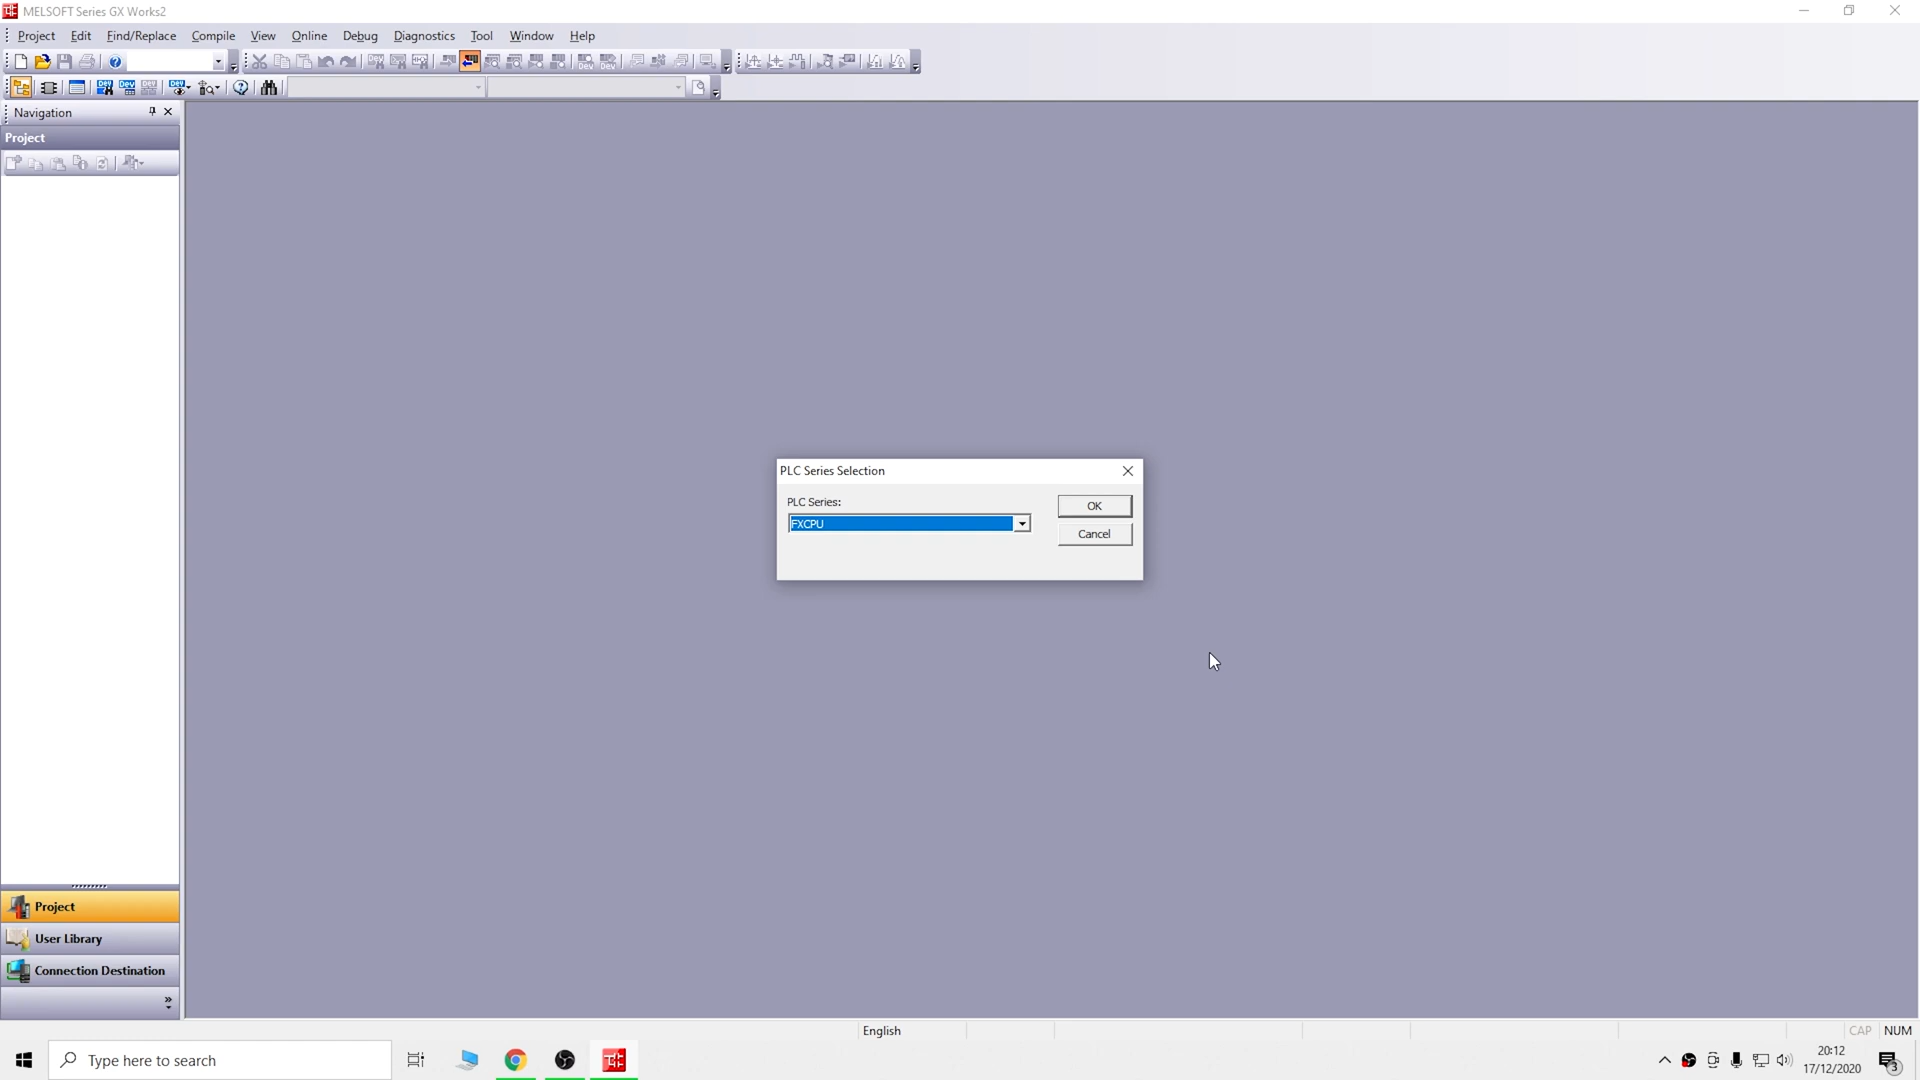 MELSOFT Series GX Works2
Project Edit Find/Replace Compile View Online Debug Diagnostics Tool Window Help
Navigation
Project
PLC Series Selection
PLC Series:
FXCPU
OK
Cancel
Project
User Library
Connection Destination
English
CAP NUM
Type here to search
20:12
17/12/2020
3